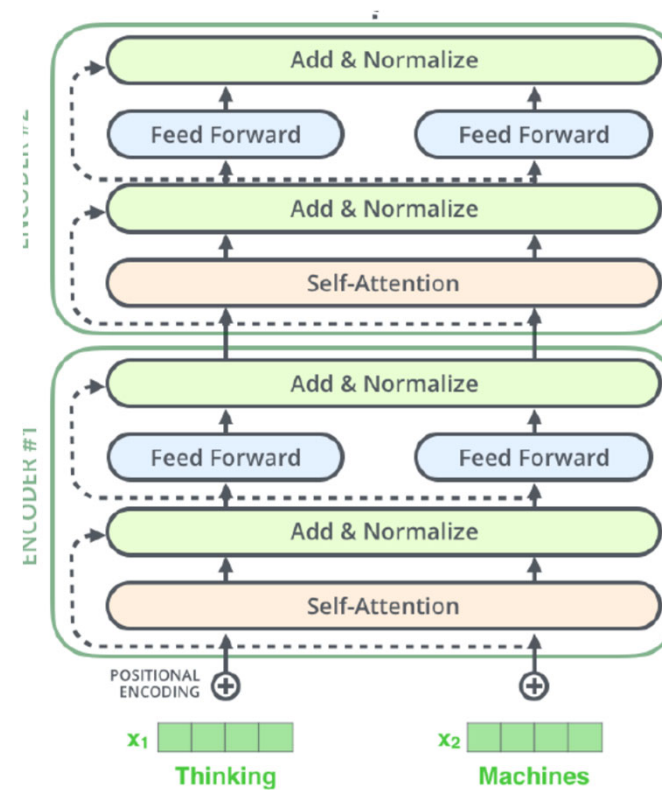 Add & Normalize
Feed Forward Feed Forward
Add & Normalize
Self-Attention
Add & Normalize
ENCODER #1
Feed Forward Feed Forward
Add & Normalize
Self-Attention
POSITIONAL
ENCODING
x₁ x₂
Thinking Machines